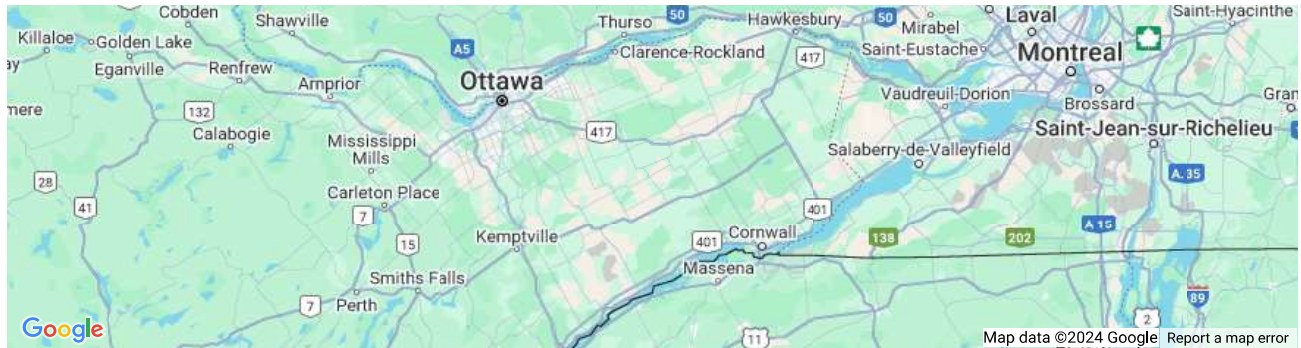 Cobden
Shawville
Thurso
50
Hawkesbury
50
Mirabel
Laval
Saint-Hyacinthe
Killaloe
Golden Lake
A5
Clarence-Rockland
Saint-Eustache
Montreal
ay
Eganville
Renfrew
Arnprior
Ottawa
417
Vaudreuil-Dorion
Brossard
Gran
mere
132
Calabogie
Mississippi
Mills
417
Saint-Jean-sur-Richelieu
Salaberry-de-Valleyfield
28
41
Carleton Place
7
15
401
A 35
A 15
Kemptville
401
Cornwall
138
202
Massena
Smiths Falls
7
Perth
89
2
11
Google
Map data ©2024 Google
Report a map error